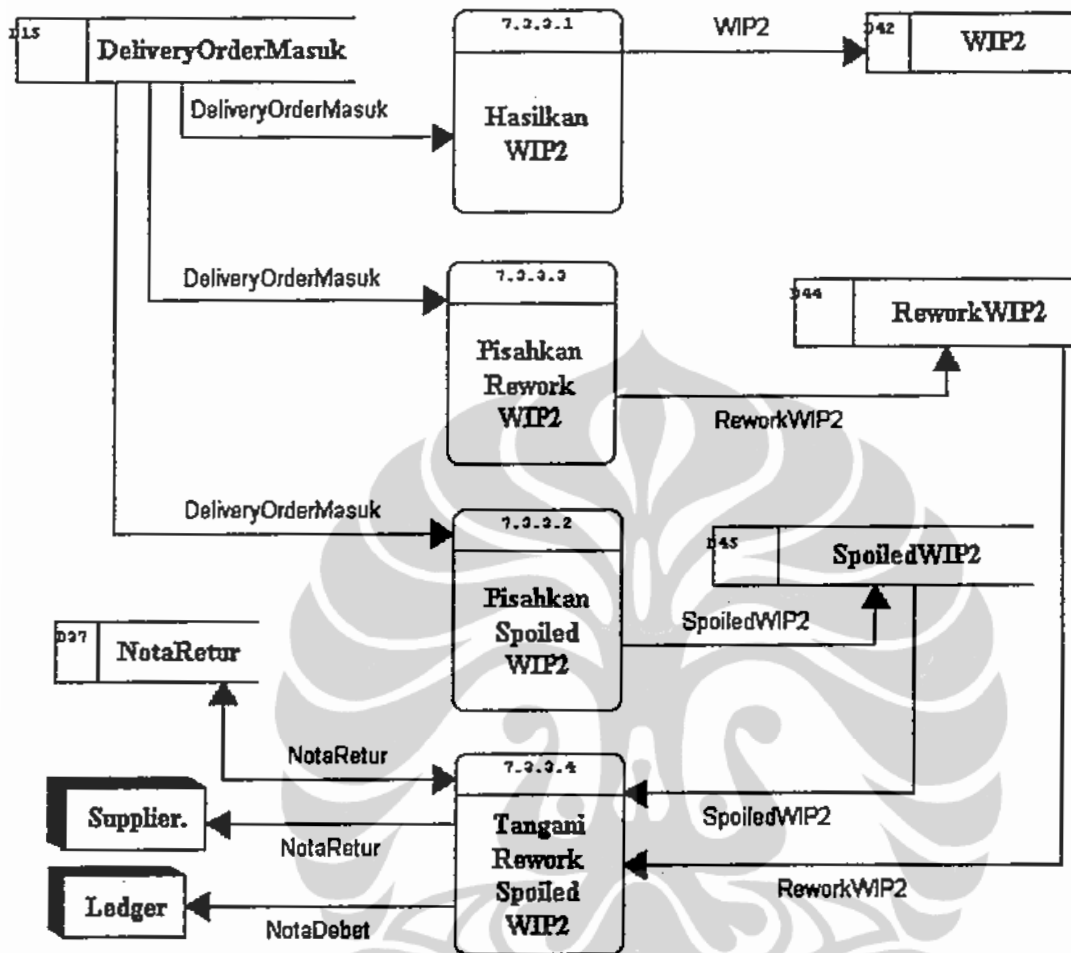 D15
DeliveryOrderMasuk
7.3.3.1
Hasilkan
WIP2
WIP2
D42
WIP2
DeliveryOrderMasuk
DeliveryOrderMasuk
7.3.3.3
Pisahkan
Rework
WIP2
D44
ReworkWIP2
ReworkWIP2
DeliveryOrderMasuk
7.3.3.2
Pisahkan
Spoiled
WIP2
D45
SpoiledWIP2
SpoiledWIP2
D37
NotaRetur
NotaRetur
7.3.3.4
Tangani
Rework
Spoiled
WIP2
SpoiledWIP2
Supplier.
NotaRetur
ReworkWIP2
Ledger
NotaDebet